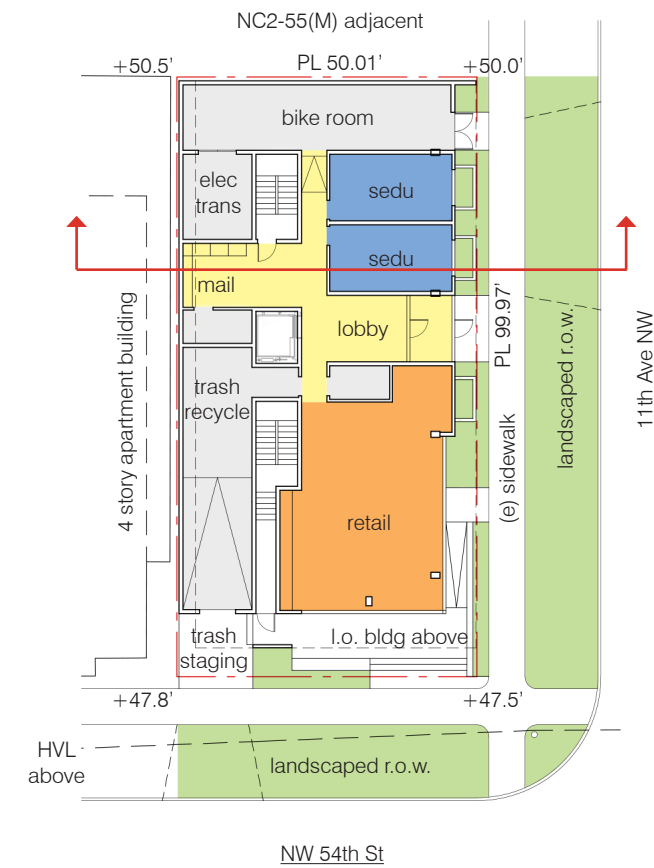 NC2-55(M) adjacent
+50.5’
PL 50.01’
+50.0’
bike room
elec
trans
sedu
sedu
mail
lobby
PL 99.97’
trash
recycle
4 story apartment building
(e) sidewalk
landscaped r.o.w.
11th Ave NW
retail
trash
staging
l.o. bldg above
+47.8’
+47.5’
HVL
above
landscaped r.o.w.
NW 54th St